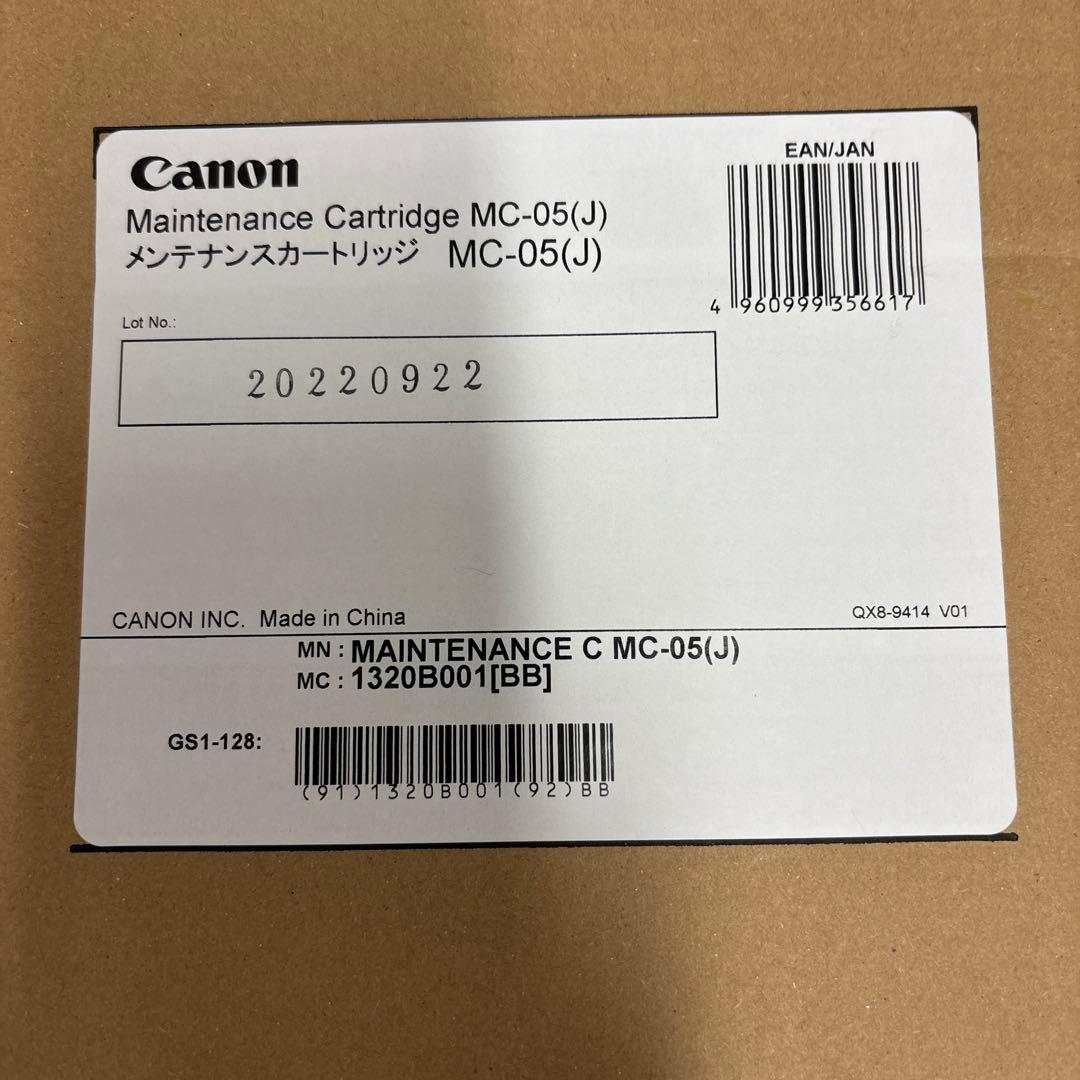 Canon
Maintenance Cartridge MC-05(J)
メンテナンスカートリッジ MC-05(J)
EAN/JAN
4 960999 356617
Lot No.:
20220922
CANON INC. Made in China
QX8-9414 V01
MN : MAINTENANCE C MC-05(J)
MC : 1320B001[BB]
GS1-128:
(91)1320B001(92)BB